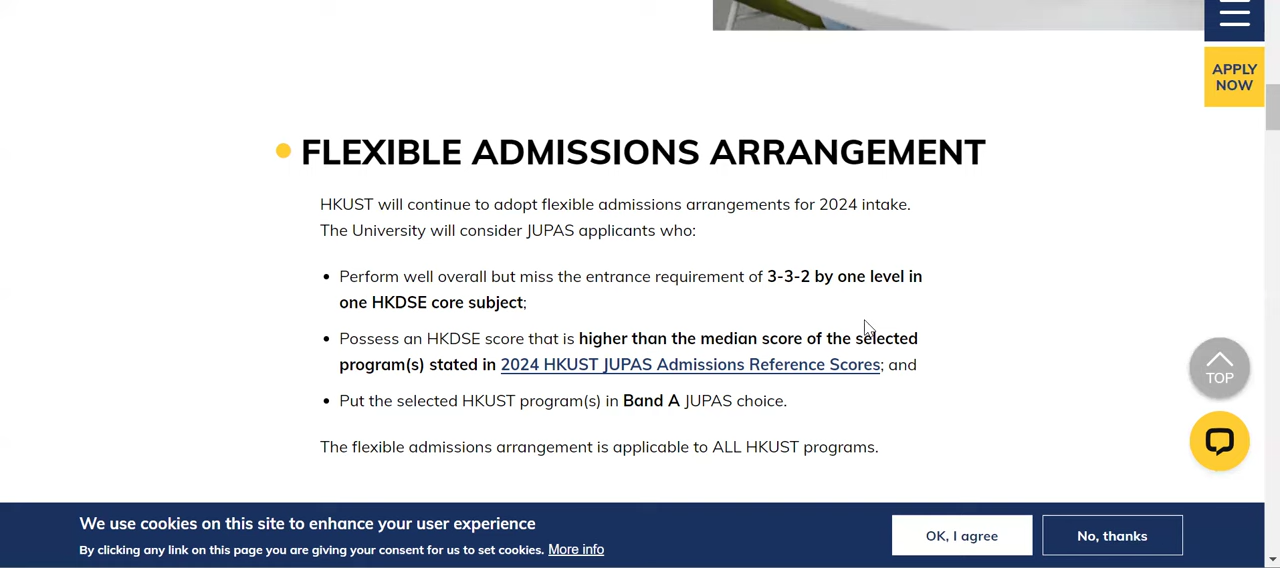 APPLY
NOW
FLEXIBLE ADMISSIONS ARRANGEMENT
HKUST will continue to adopt flexible admissions arrangements for 2024 intake.
The University will consider JUPAS applicants who:
• Perform well overall but miss the entrance requirement of 3-3-2 by one level in
one HKDSE core subject;
• Possess an HKDSE score that is higher than the median score of the selected
program(s) stated in 2024 HKUST JUPAS Admissions Reference Scores; and
• Put the selected HKUST program(s) in Band A JUPAS choice.
The flexible admissions arrangement is applicable to ALL HKUST programs.
TOP
We use cookies on this site to enhance your user experience
By clicking any link on this page you are giving your consent for us to set cookies. More info
OK, I agree
No, thanks